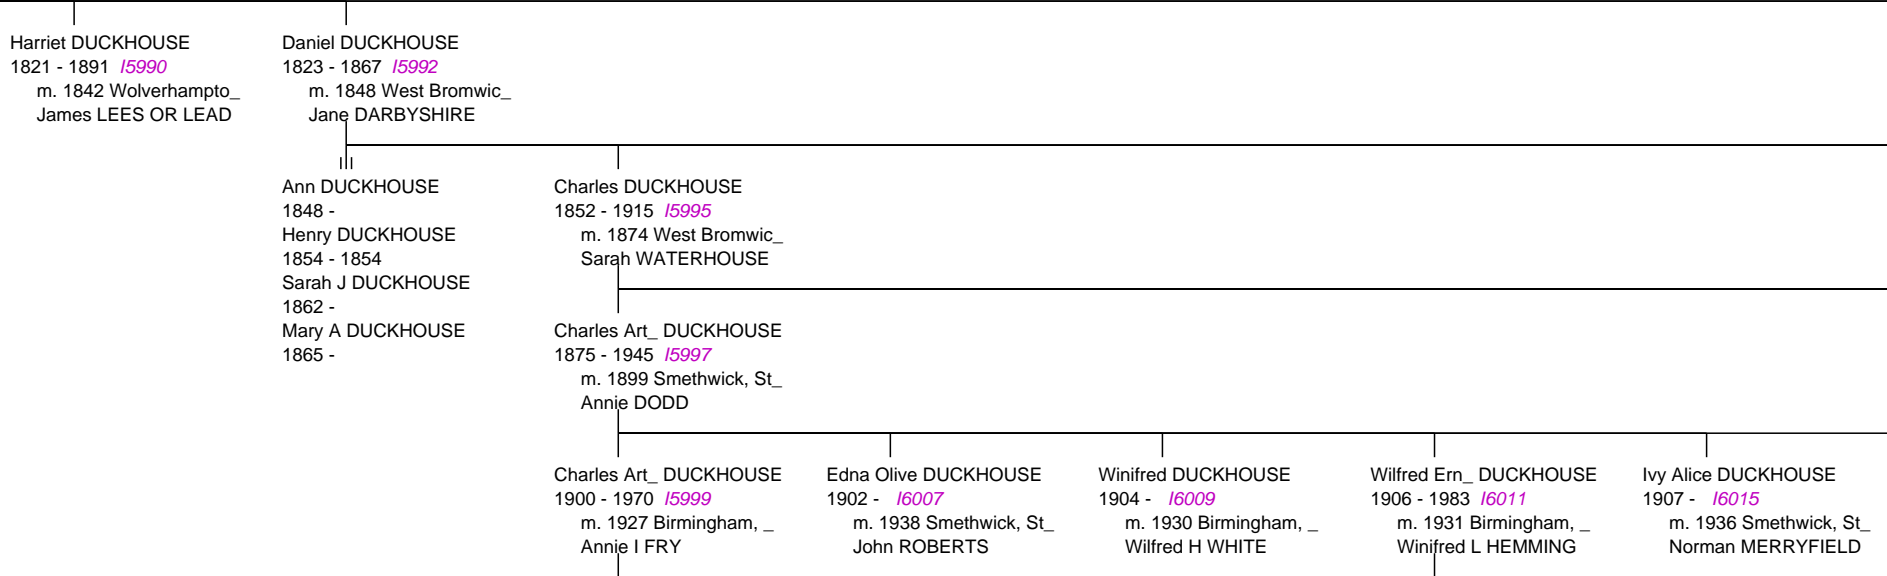 Harriet DUCKHOUSE
1821 - 1891 I5990
m. 1842 Wolverhampto_
James LEES OR LEAD
Daniel DUCKHOUSE
1823 - 1867 I5992
m. 1848 West Bromwic_
Jane DARBYSHIRE
Ann DUCKHOUSE
1848 -
Henry DUCKHOUSE
1854 - 1854
Sarah J DUCKHOUSE
1862 -
Mary A DUCKHOUSE
1865 -
Charles DUCKHOUSE
1852 - 1915 I5995
m. 1874 West Bromwic_
Sarah WATERHOUSE
Charles Art_ DUCKHOUSE
1875 - 1945 I5997
m. 1899 Smethwick, St_
Annie DODD
Charles Art_ DUCKHOUSE
1900 - 1970 I5999
m. 1927 Birmingham, _
Annie I FRY
Edna Olive DUCKHOUSE
1902 - I6007
m. 1938 Smethwick, St_
John ROBERTS
Winifred DUCKHOUSE
1904 - I6009
m. 1930 Birmingham, _
Wilfred H WHITE
Wilfred Ern_ DUCKHOUSE
1906 - 1983 I6011
m. 1931 Birmingham, _
Winifred L HEMMING
Ivy Alice DUCKHOUSE
1907 - I6015
m. 1936 Smethwick, St_
Norman MERRYFIELD